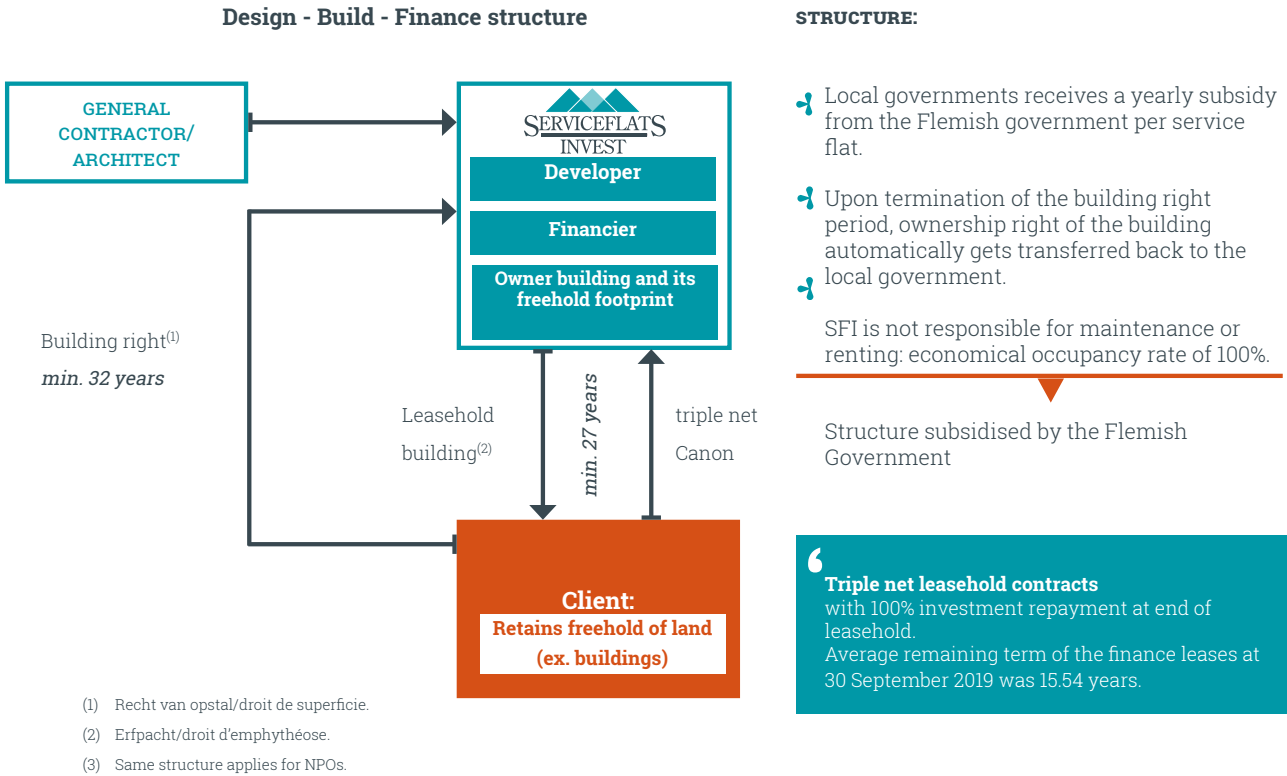 Design - Build - Finance structure
GENERAL
CONTRACTOR/
ARCHITECT
SERVICEFLATS
INVEST
Developer
Financier
Owner building and its
freehold footprint
Building right(1)
min. 32 years
Leasehold
building(2)
min. 27 years
triple net
Canon
Client:
Retains freehold of land
(ex. buildings)
(1) Recht van opstal/droit de superficie.
(2) Erfpacht/droit d'emphythéose.
(3) Same structure applies for NPOs.
STRUCTURE:
Local governments receives a yearly subsidy
from the Flemish government per service
flat.
Upon termination of the building right
period, ownership right of the building
automatically gets transferred back to the
local government.
SFI is not responsible for maintenance or
renting: economical occupancy rate of 100%.
Structure subsidised by the Flemish
Government
Triple net leasehold contracts
with 100% investment repayment at end of
leasehold.
Average remaining term of the finance leases at
30 September 2019 was 15.54 years.